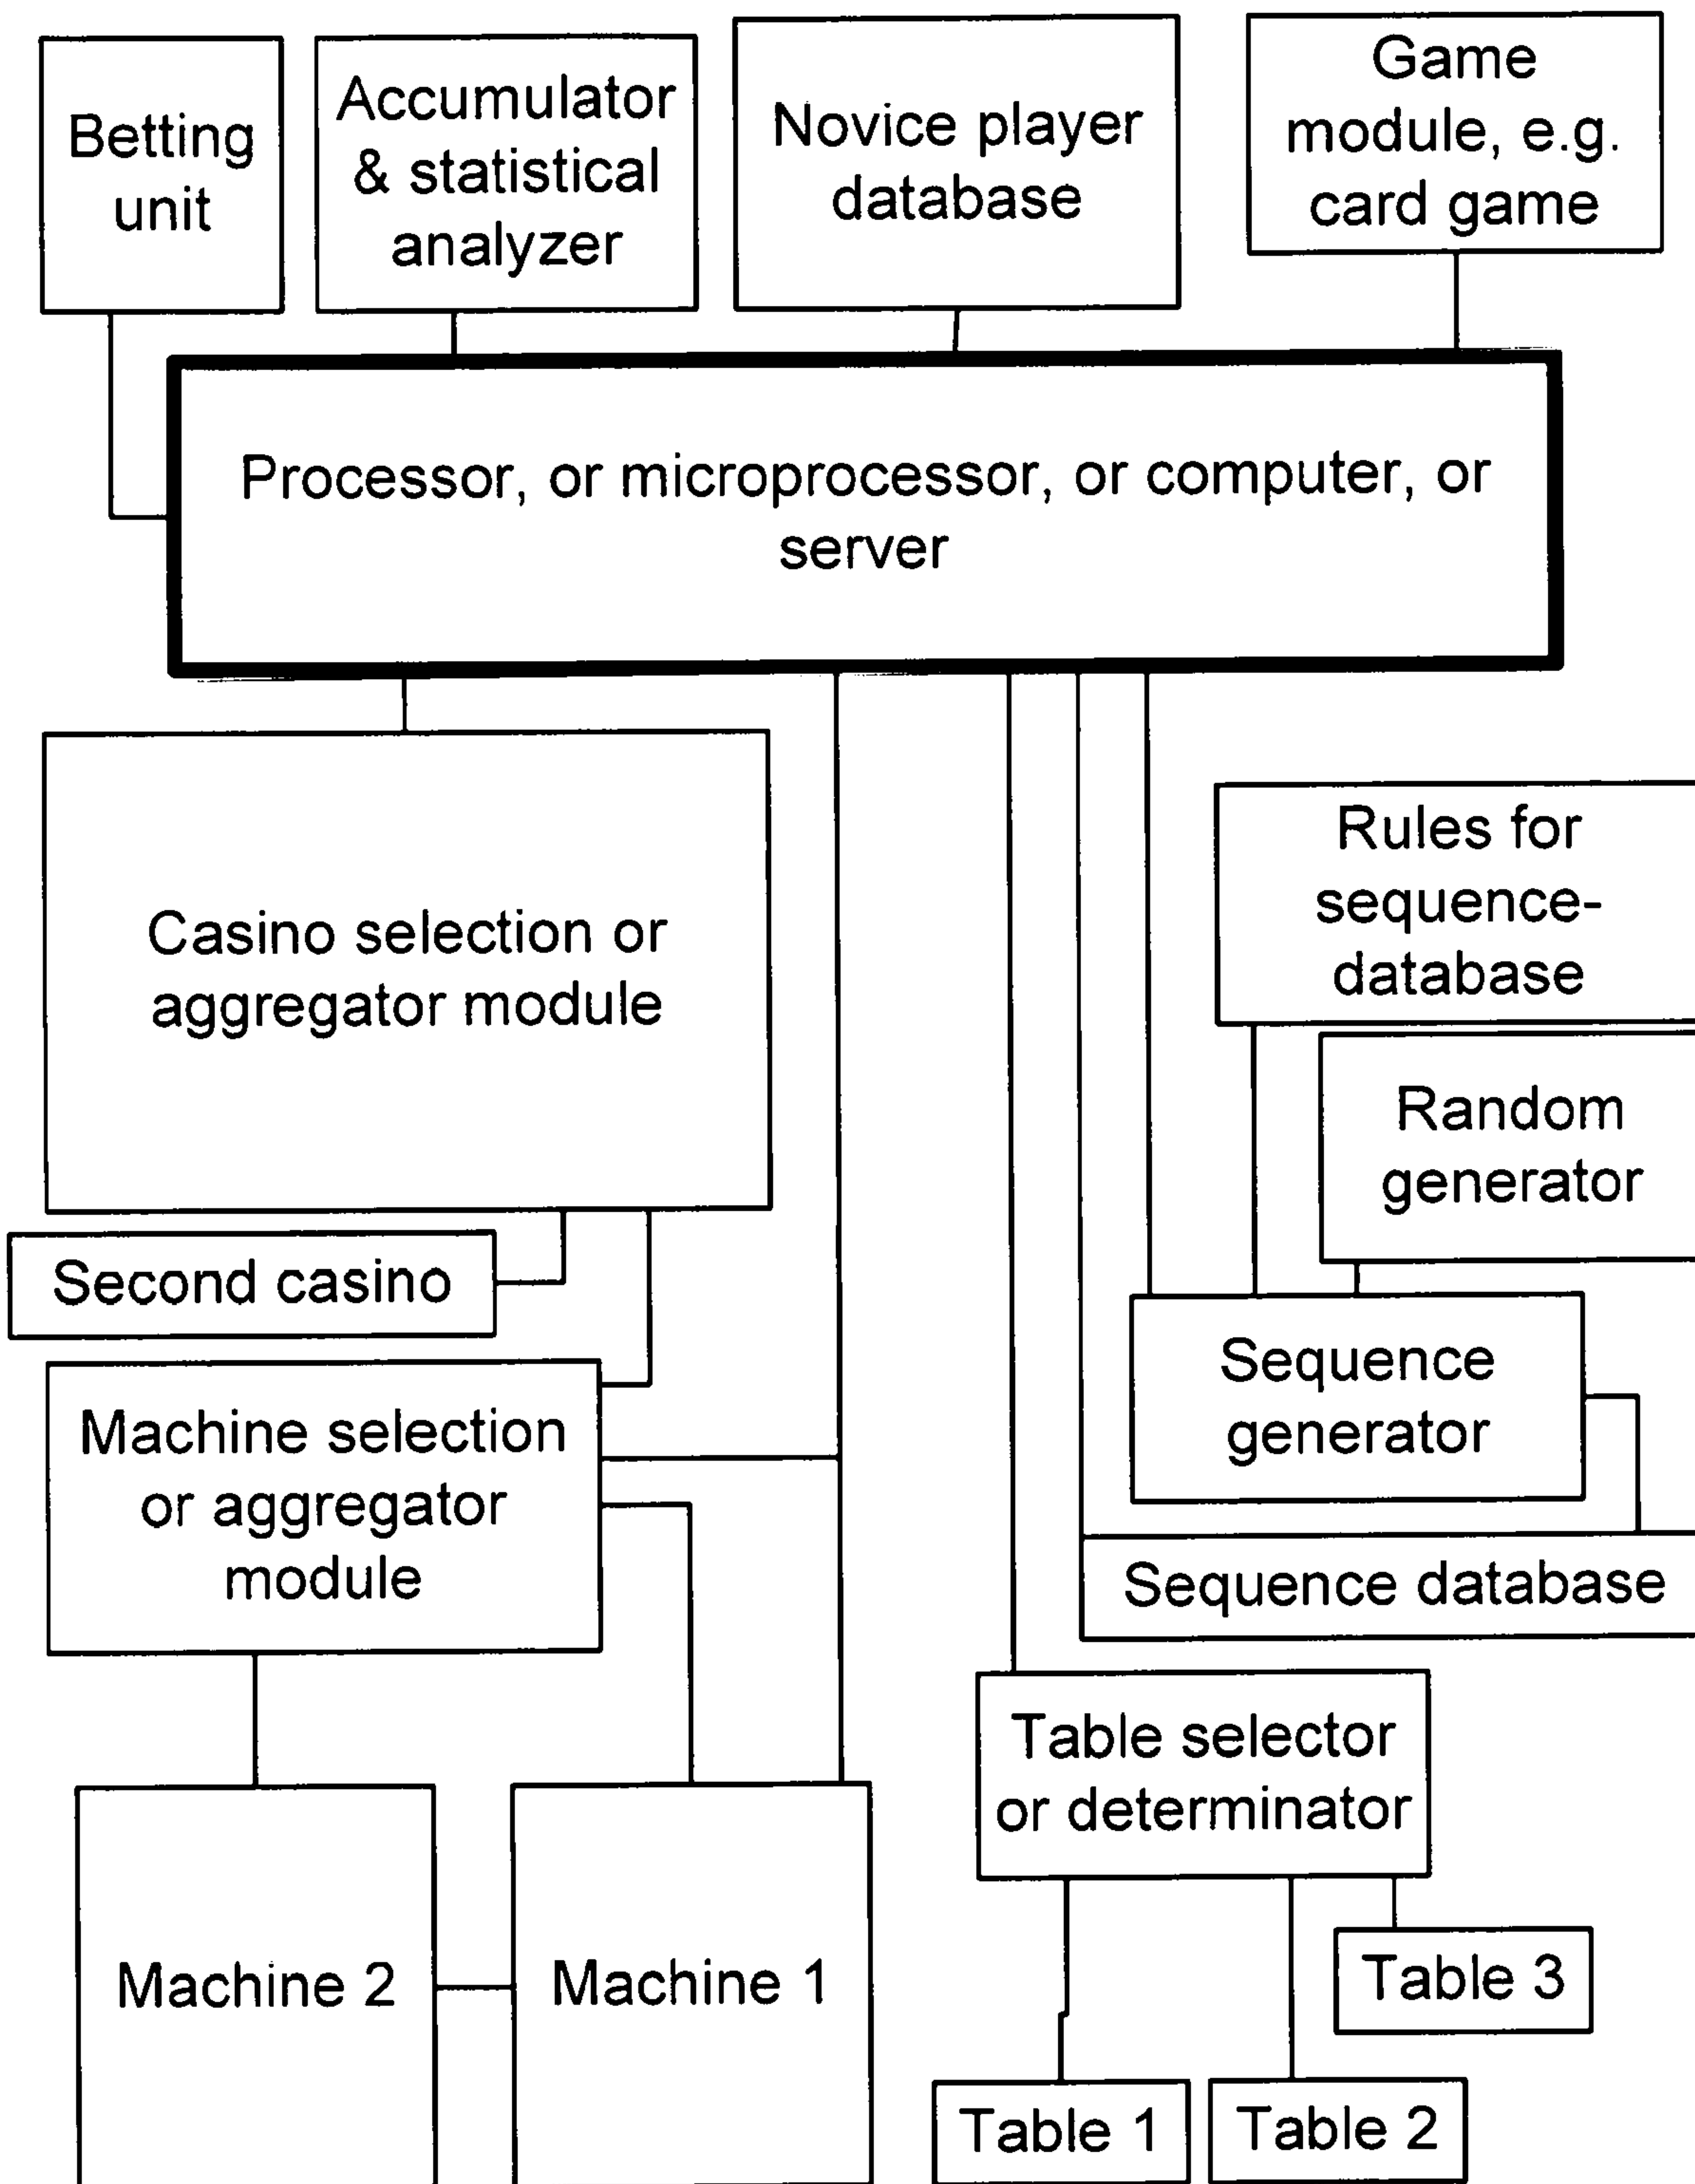 Betting
unit
Accumulator
& statistical
analyzer
Novice player
database
Game
module, e.g.
card game
Processor, or microprocessor, or computer, or
server
Casino selection or
aggregator module
Rules for
sequence-
database
Random
generator
Second casino
Sequence
generator
Machine selection
or aggregator
module
Sequence database
Table selector
or determinator
Machine 2
Machine 1
Table 3
Table 1
Table 2